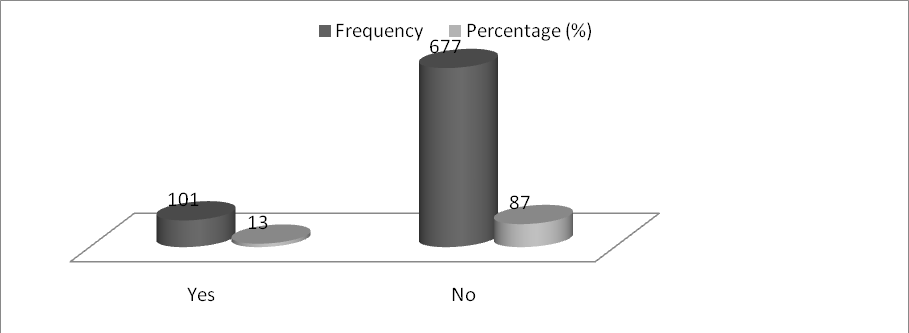 Frequency Percentage (%)
677
101
13
87
Yes No